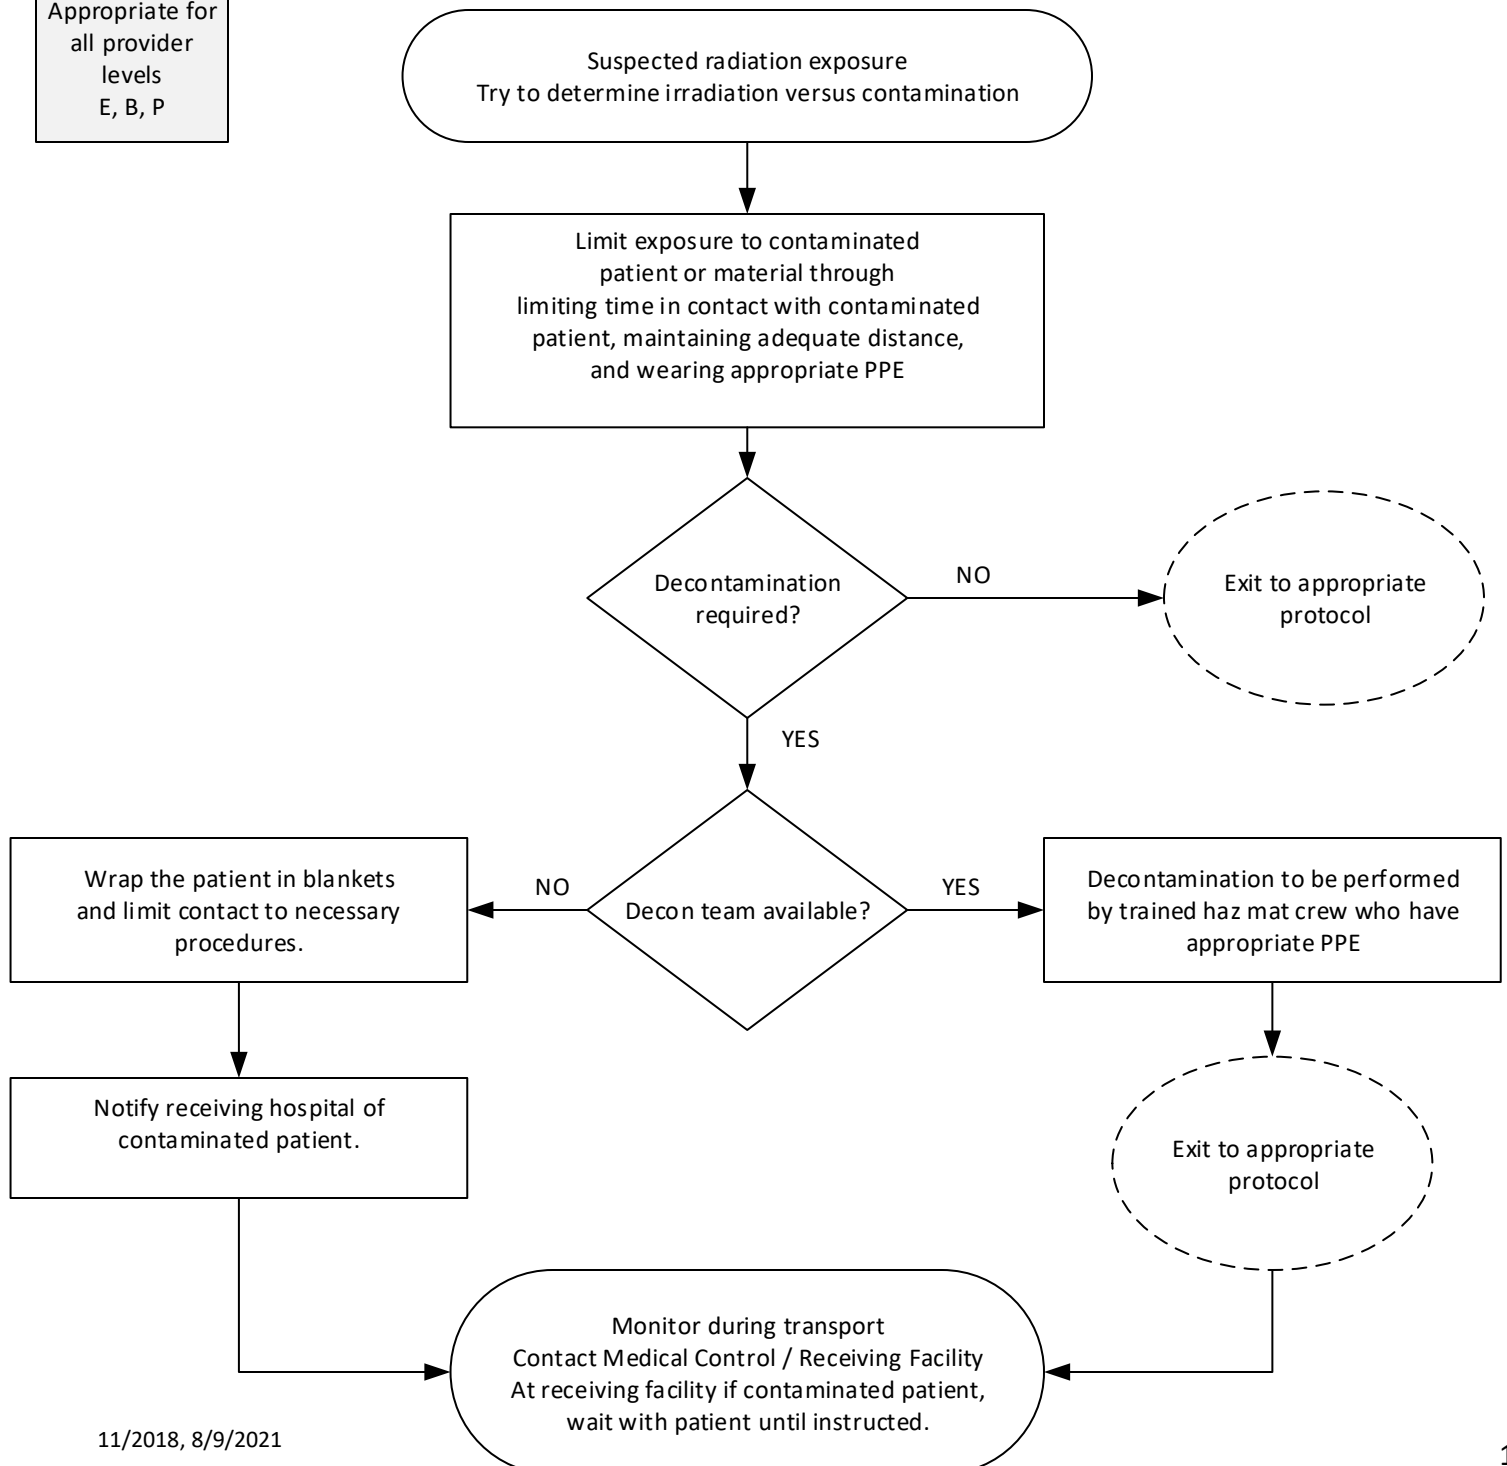 Appropriate for
all provider
levels
E, B, P
Suspected radiation exposure
Try to determine irradiation versus contamination
Limit exposure to contaminated
patient or material through
limiting time in contact with contaminated
patient, maintaining adequate distance,
and wearing appropriate PPE
Decontamination
required?
NO
Exit to appropriate
protocol
YES
Wrap the patient in blankets
and limit contact to necessary
procedures.
NO
Decon team available?
YES
Decontamination to be performed
by trained haz mat crew who have
appropriate PPE
Notify receiving hospital of
contaminated patient.
Exit to appropriate
protocol
Monitor during transport
Contact Medical Control / Receiving Facility
At receiving facility if contaminated patient,
wait with patient until instructed.
11/2018, 8/9/2021